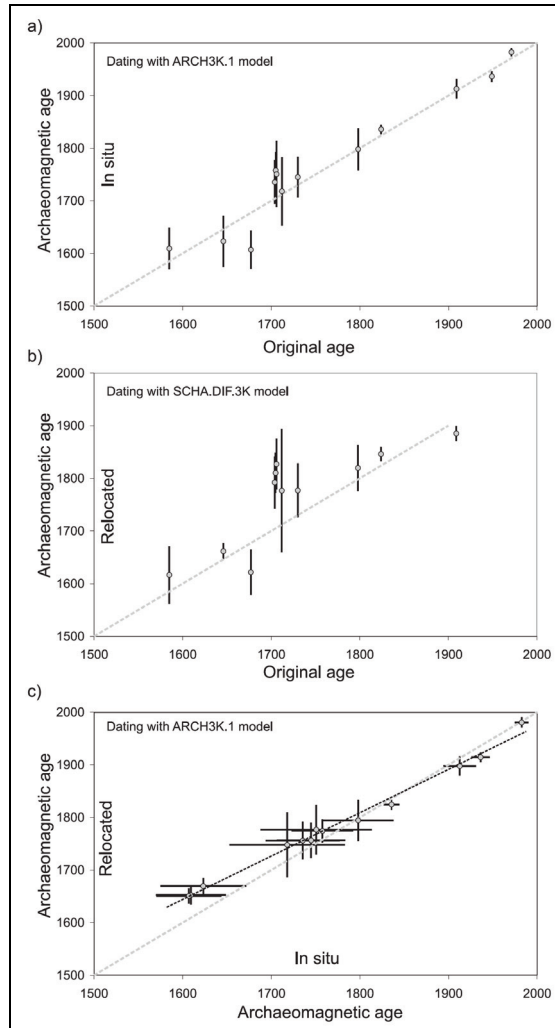 a)
2000
Dating with ARCH3K.1 model
1900
1800
1700
1600
1500
In situ
Archaeomagnetic age
1500 1600 1700 1800 1900 2000
Original age
b)
2000
Dating with SCHA.DIF.3K model
1900
1800
1700
1600
1500
Relocated
Archaeomagnetic age
1500 1600 1700 1800 1900 2000
Original age
c)
2000
Dating with ARCH3K.1 model
1900
1800
1700
1600
1500
Relocated
Archaeomagnetic age
In situ
1500 1600 1700 1800 1900 2000
Archaeomagnetic age